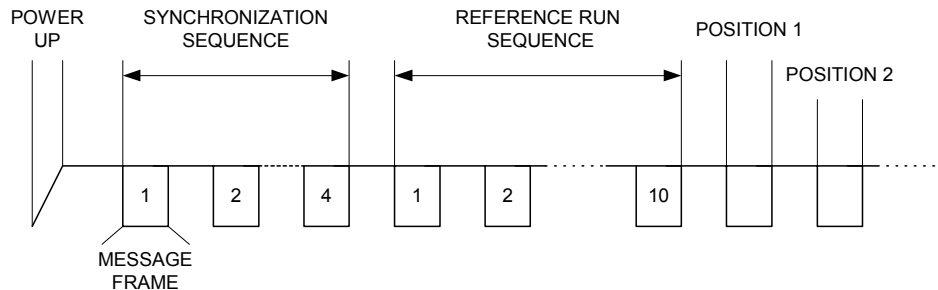 POWER
UP
SYNCHRONIZATION
SEQUENCE
REFERENCE RUN
SEQUENCE
POSITION 1
POSITION 2
1
2
4
1
2
10
MESSAGE
FRAME